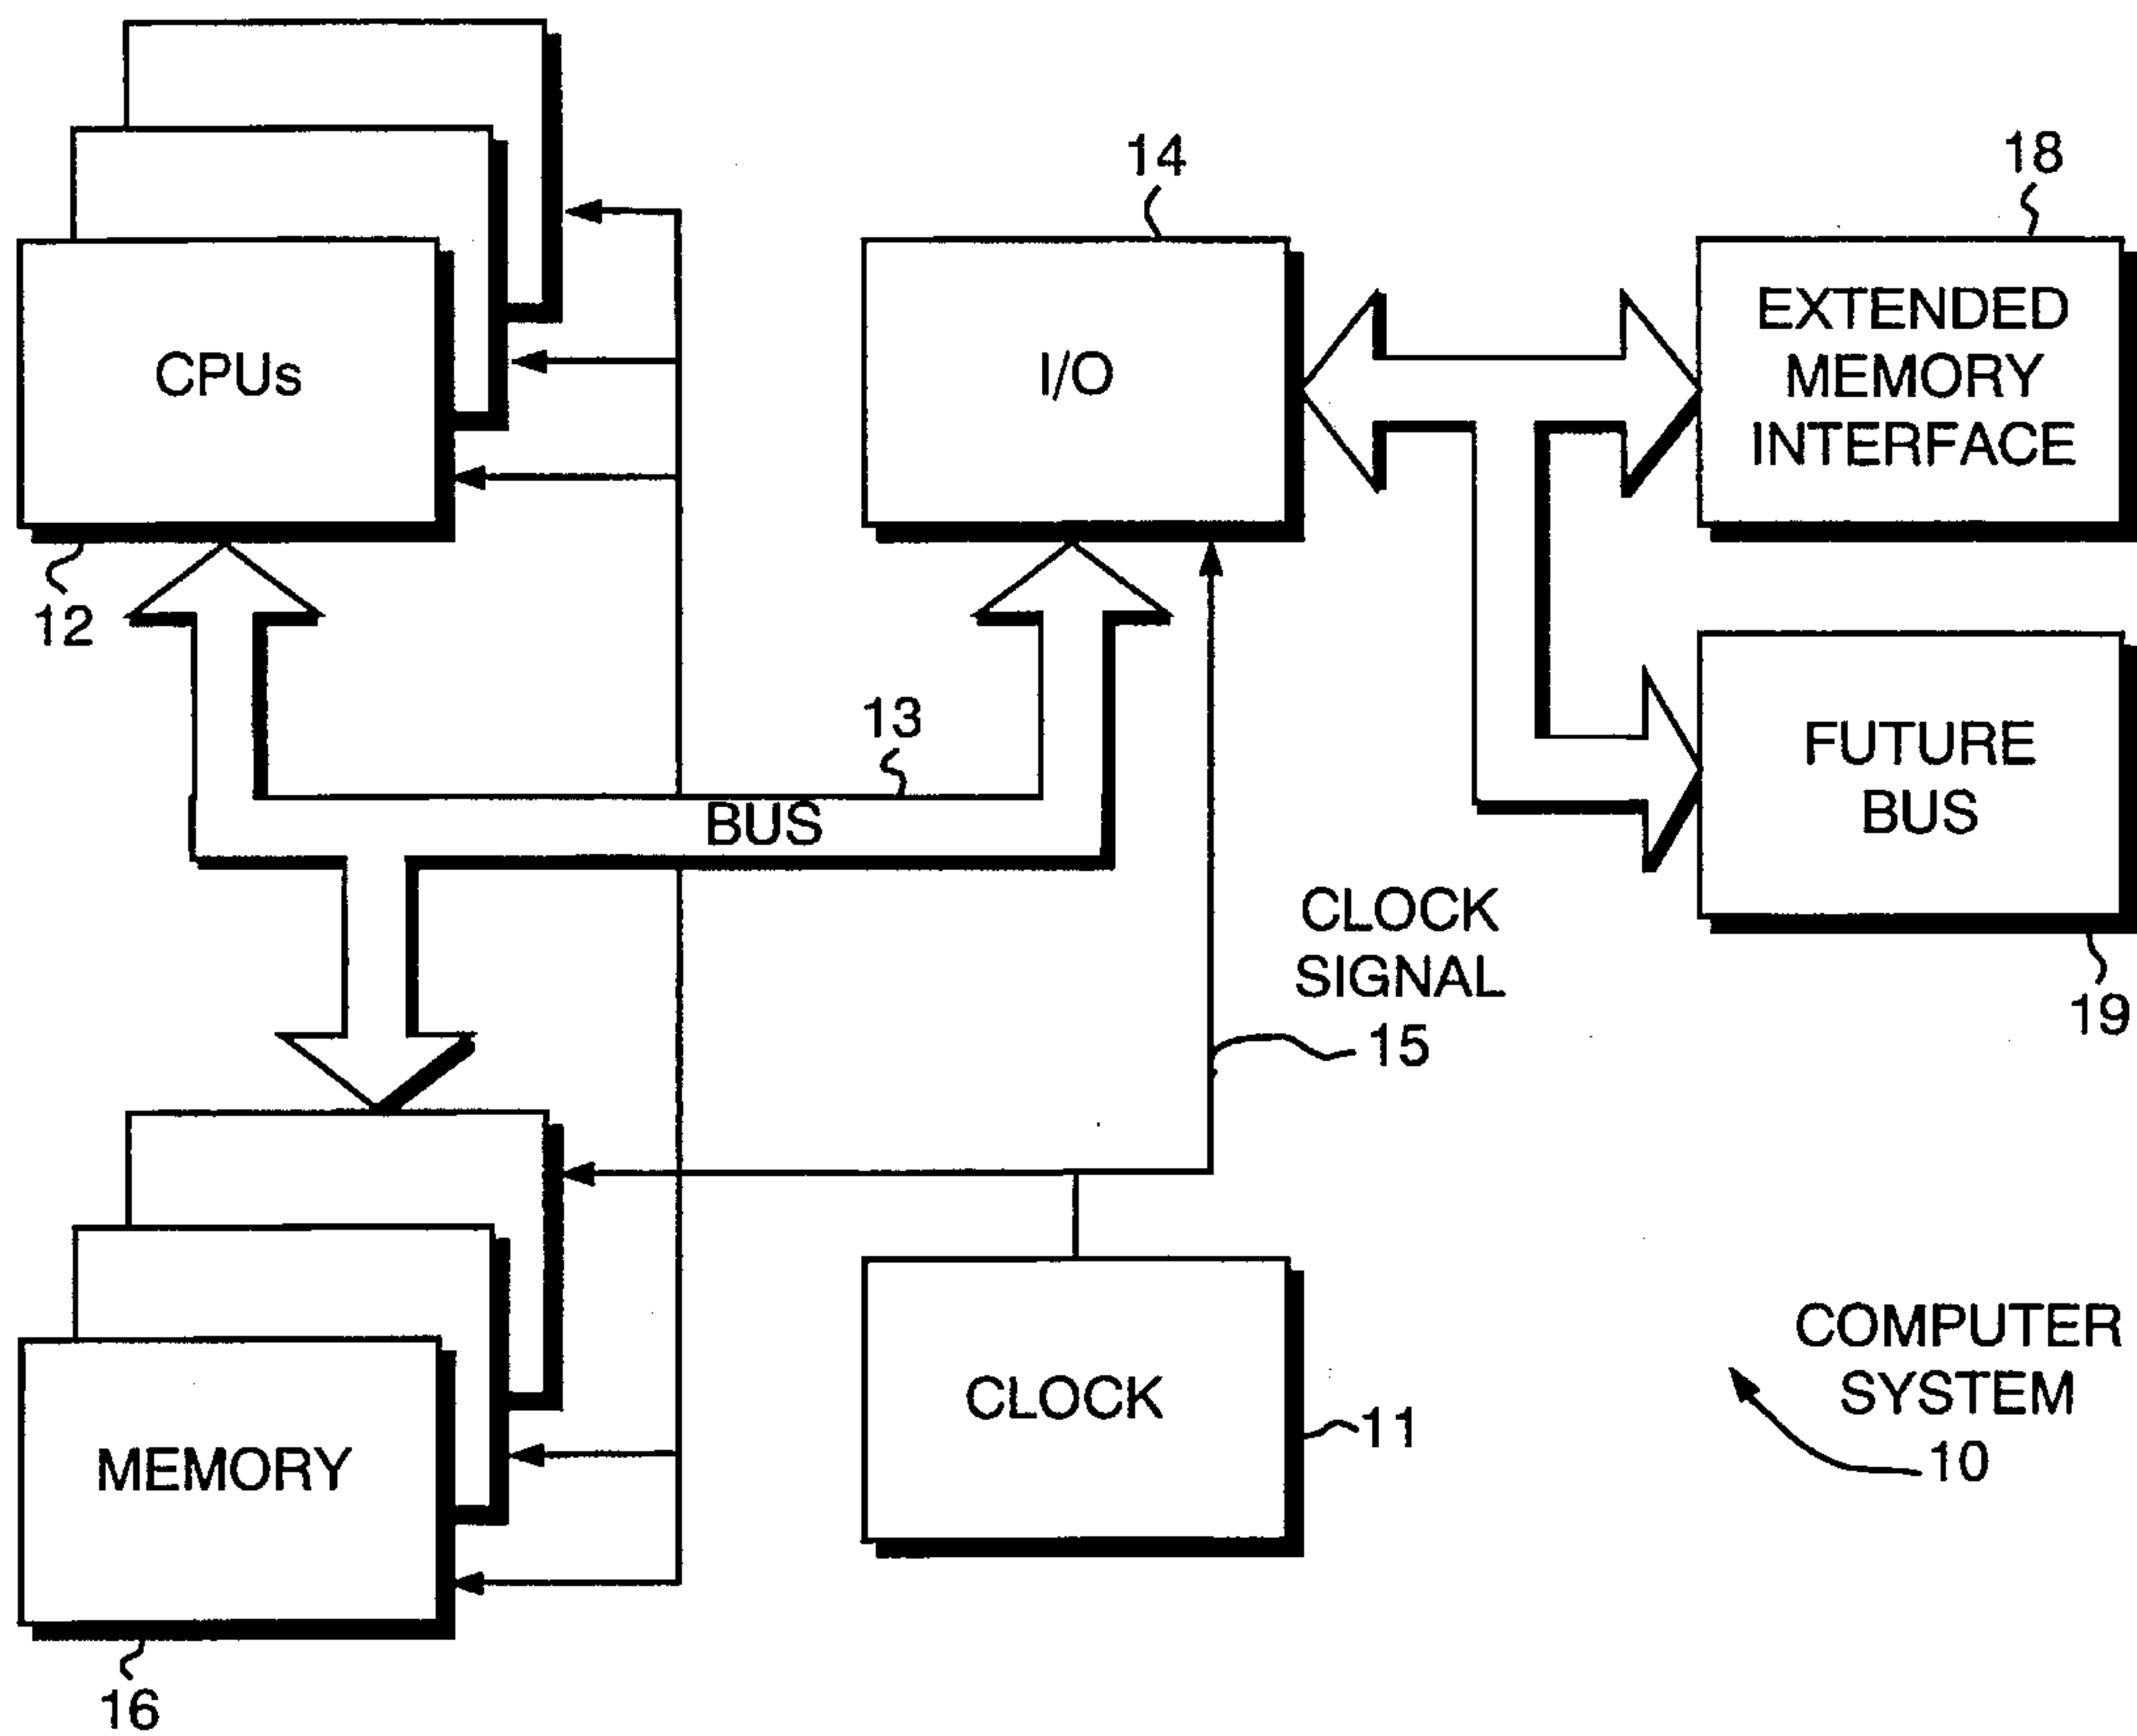 14
18
CPUs
I/O
EXTENDED
MEMORY
INTERFACE
12
13
BUS
FUTURE
BUS
CLOCK
SIGNAL
15
19
MEMORY
CLOCK
11
COMPUTER
SYSTEM
10
16